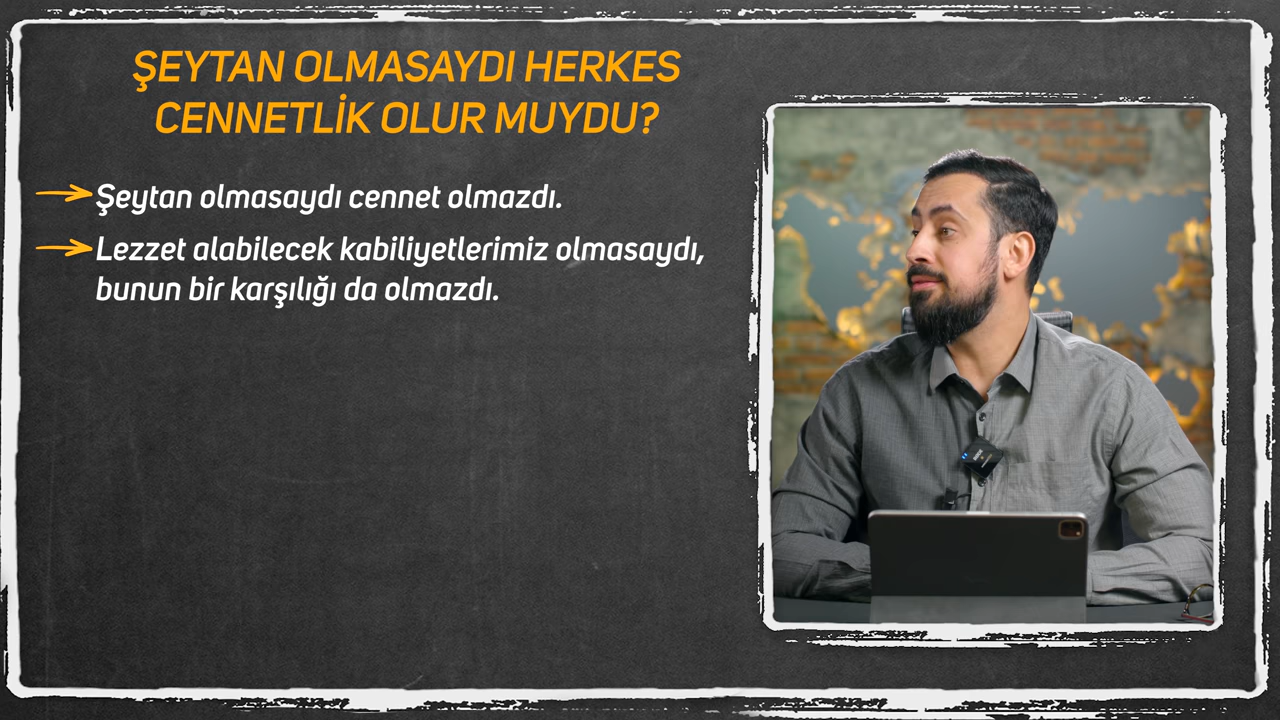 ŞEYTAN OLMASAYDI HERKES
CENNETLİK OLUR MUYDU?
Şeytan olmasaydı cennet olmazdı.
Lezzet alabilecek kabiliyetlerimiz olmasaydı,
bunun bir karşılığı da olmazdı.